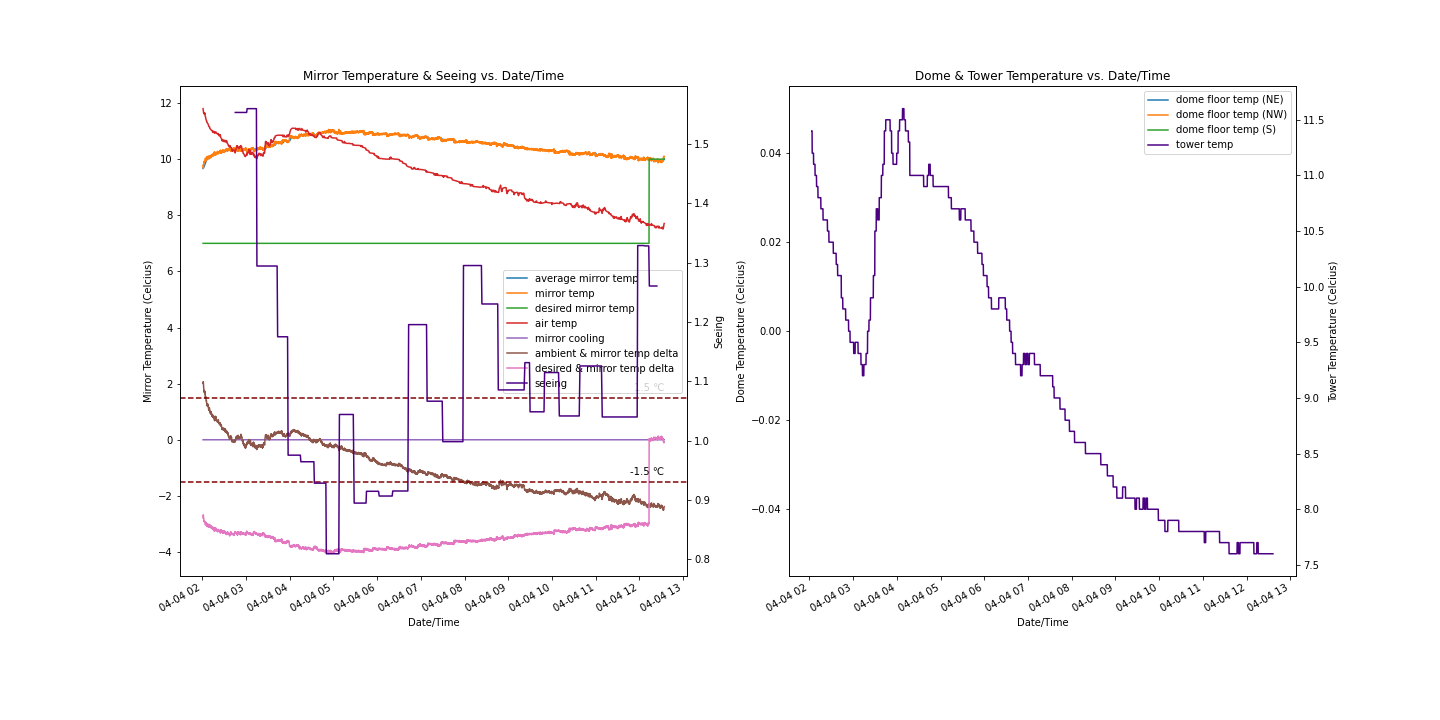 Mirror Temperature & Seeing vs. Date/Time
Mirror Temperature (Celcius)
12
10
8
6
4
2
0
−2
−4
1.5
1.4
1.3
1.2
1.1
1.0
0.9
0.8
Seeing
average mirror temp
mirror temp
desired mirror temp
air temp
mirror cooling
ambient & mirror temp delta
desired & mirror temp delta
seeing
1.5 ℃
-1.5 ℃
04-04 02
04-04 03
04-04 04
04-04 05
04-04 06
04-04 07
04-04 08
04-04 09
04-04 10
04-04 11
04-04 12
04-04 13
Date/Time
Dome & Tower Temperature vs. Date/Time
Dome Temperature (Celcius)
0.04
0.02
0.00
−0.02
−0.04
dome floor temp (NE)
dome floor temp (NW)
dome floor temp (S)
tower temp
11.5
11.0
10.5
10.0
9.5
9.0
8.5
8.0
7.5
Tower Temperature (Celcius)
04-04 02
04-04 03
04-04 04
04-04 05
04-04 06
04-04 07
04-04 08
04-04 09
04-04 10
04-04 11
04-04 12
04-04 13
Date/Time